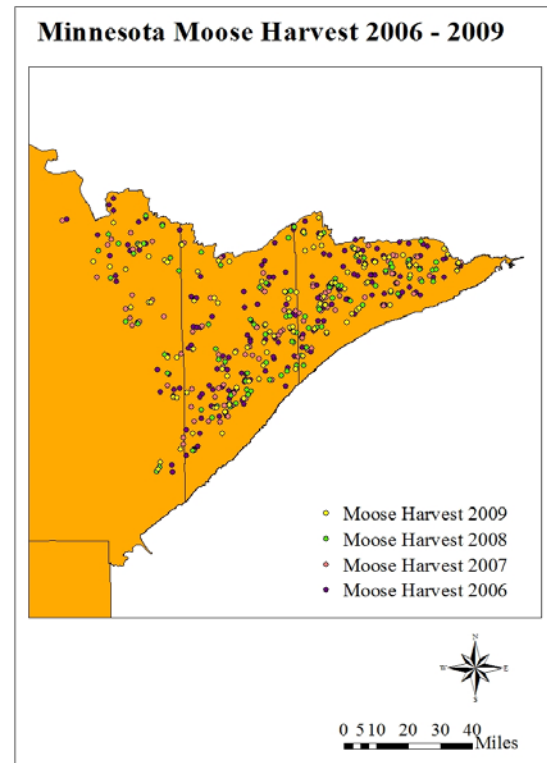 Minnesota Moose Harvest 2006 - 2009
Moose Harvest 2009
Moose Harvest 2008
Moose Harvest 2007
Moose Harvest 2006
N
W E
S
0 5 10 20 30 40
Miles